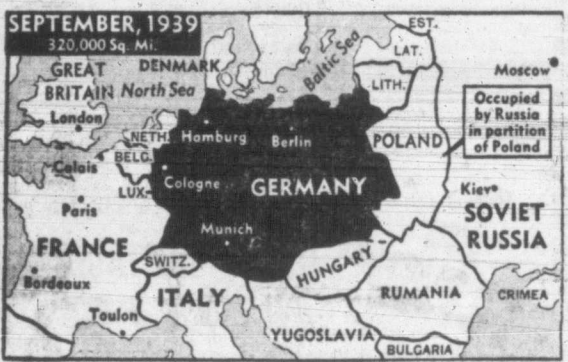 SEPTEMBER, 1939
320,000 Sq. Mi.
EST.
LAT.
LITH.
Baltic Sea
DENMARK
North Sea
GREAT
BRITAIN
London
Moscow
Occupied
by Russia
in partition
of Poland
NETH.
Hamburg
Berlin
POLAND
Calais
BELG.
Cologne
GERMANY
LUX.
Paris
Kiev
SOVIET
RUSSIA
Munich
FRANCE
SWITZ.
HUNGARY
Bordeaux
ITALY
RUMANIA
CRIMEA
Toulon
YUGOSLAVIA
BULGARIA